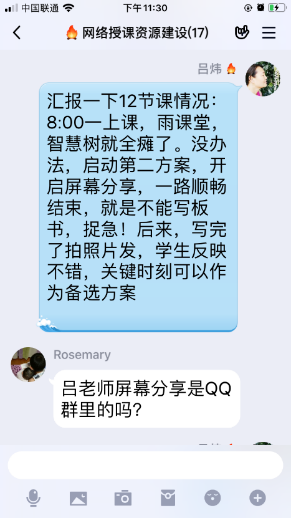 中国联通
下午11:30
网络授课资源建设(17)
吕炜
汇报一下12节课情况：
8:00一上课，雨课堂，
智慧树就全瘫了。没办
法，启动第二方案，开
启屏幕分享，一路顺畅
结束，就是不能写板
书，捉急！后来，写完
了拍照片发，学生反映
不错，关键时刻可以作
为备选方案
Rosemary
吕老师屏幕分享是QQ
群里的吗？